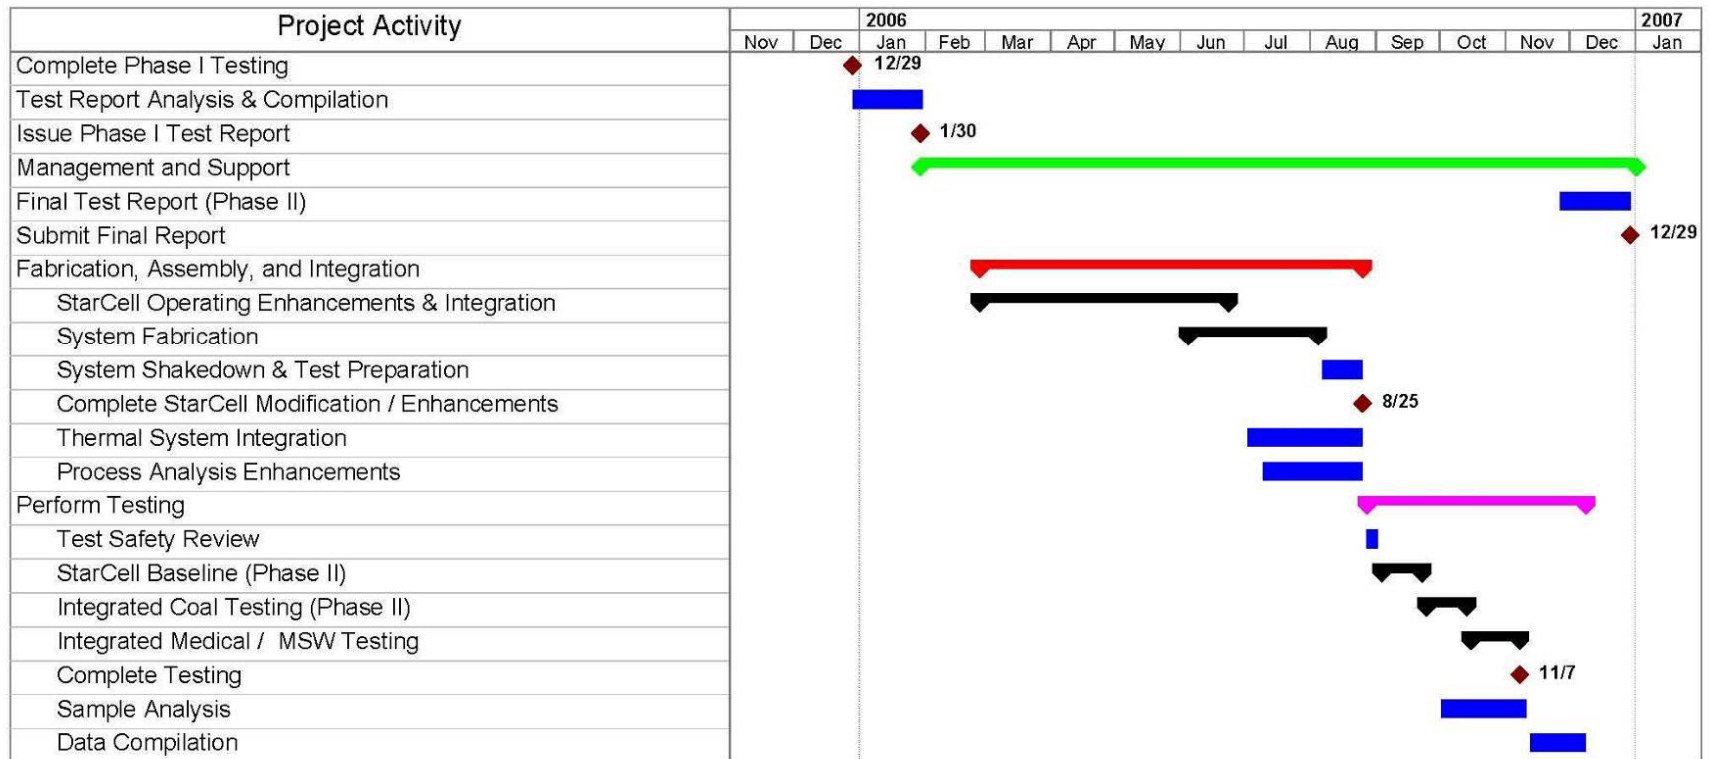 Project Activity
2006 2007
Nov Dec Jan Feb Mar Apr May Jun Jul Aug Sep Oct Nov Dec Jan
Complete Phase I Testing 12/29
Test Report Analysis & Compilation
Issue Phase I Test Report 1/30
Management and Support
Final Test Report (Phase II)
Submit Final Report 12/29
Fabrication, Assembly, and Integration
StarCell Operating Enhancements & Integration
System Fabrication
System Shakedown & Test Preparation
Complete StarCell Modification / Enhancements 8/25
Thermal System Integration
Process Analysis Enhancements
Perform Testing
Test Safety Review
StarCell Baseline (Phase II)
Integrated Coal Testing (Phase II)
Integrated Medical / MSW Testing
Complete Testing 11/7
Sample Analysis
Data Compilation